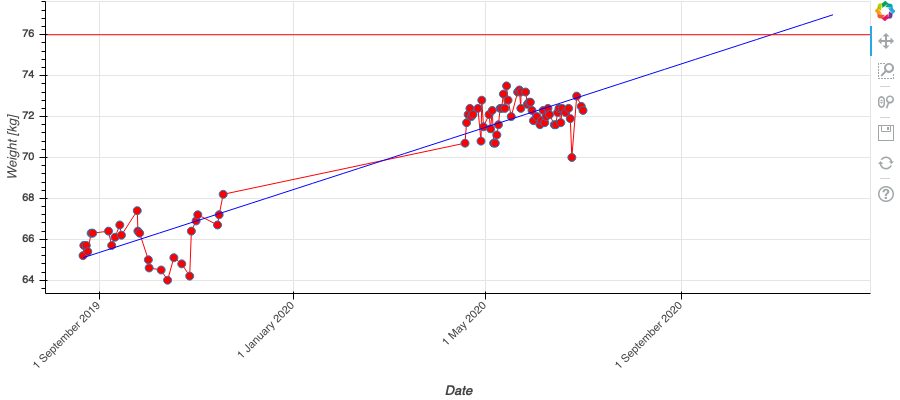 76
74
72
70
68
66
64
Weight [kg]
1 September 2019
1 January 2020
1 May 2020
1 September 2020
Date